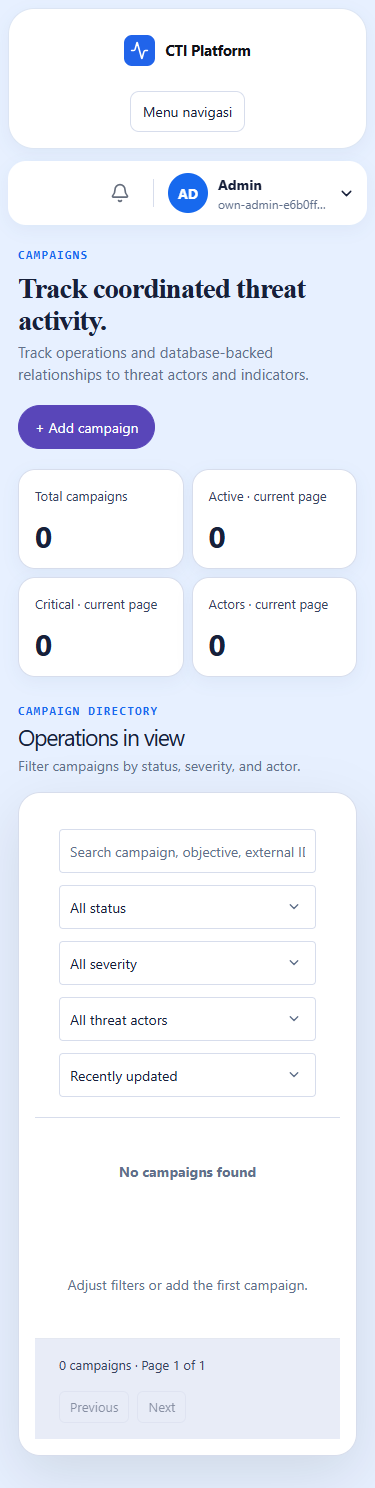 CTI Platform
Menu navigasi
AD
Admin
own-admin-e6b0ff...
CAMPAIGNS
Track coordinated threat
activity.
Track operations and database-backed
relationships to threat actors and indicators.
+ Add campaign
Total campaigns
0
Active · current page
0
Critical · current page
0
Actors · current page
0
CAMPAIGN DIRECTORY
Operations in view
Filter campaigns by status, severity, and actor.
Search campaign, objective, external ID
All status
All severity
All threat actors
Recently updated
No campaigns found
Adjust filters or add the first campaign.
0 campaigns · Page 1 of 1
Previous
Next